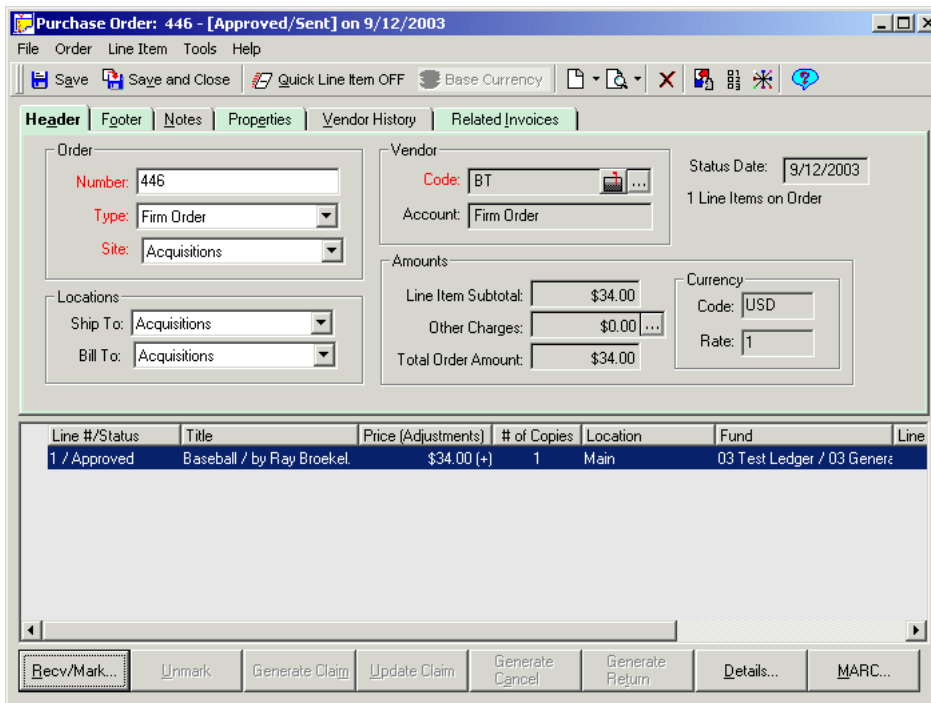 Purchase Order: 446 - [Approved/Sent] on 9/12/2003
File Order Line Item Tools Help
Save Save and Close Quick Line Item OFF Base Currency
Header Footer Notes Properties Vendor History Related Invoices
Order
Number: 446
Type: Firm Order
Site: Acquisitions
Locations
Ship To: Acquisitions
Bill To: Acquisitions
Vendor
Code: BT ...
Account: Firm Order
Status Date: 9/12/2003
1 Line Items on Order
Amounts
Line Item Subtotal: $34.00
Other Charges: $0.00 ...
Total Order Amount: $34.00
Currency
Code: USD
Rate: 1
Line #/Status Title Price (Adjustments) # of Copies Location Fund Line
1 / Approved Baseball / by Ray Broekel. $34.00 (+) 1 Main 03 Test Ledger / 03 Genera
Recv/Mark... Unmark Generate Claim Update Claim Generate Cancel Generate Return Details... MARC...